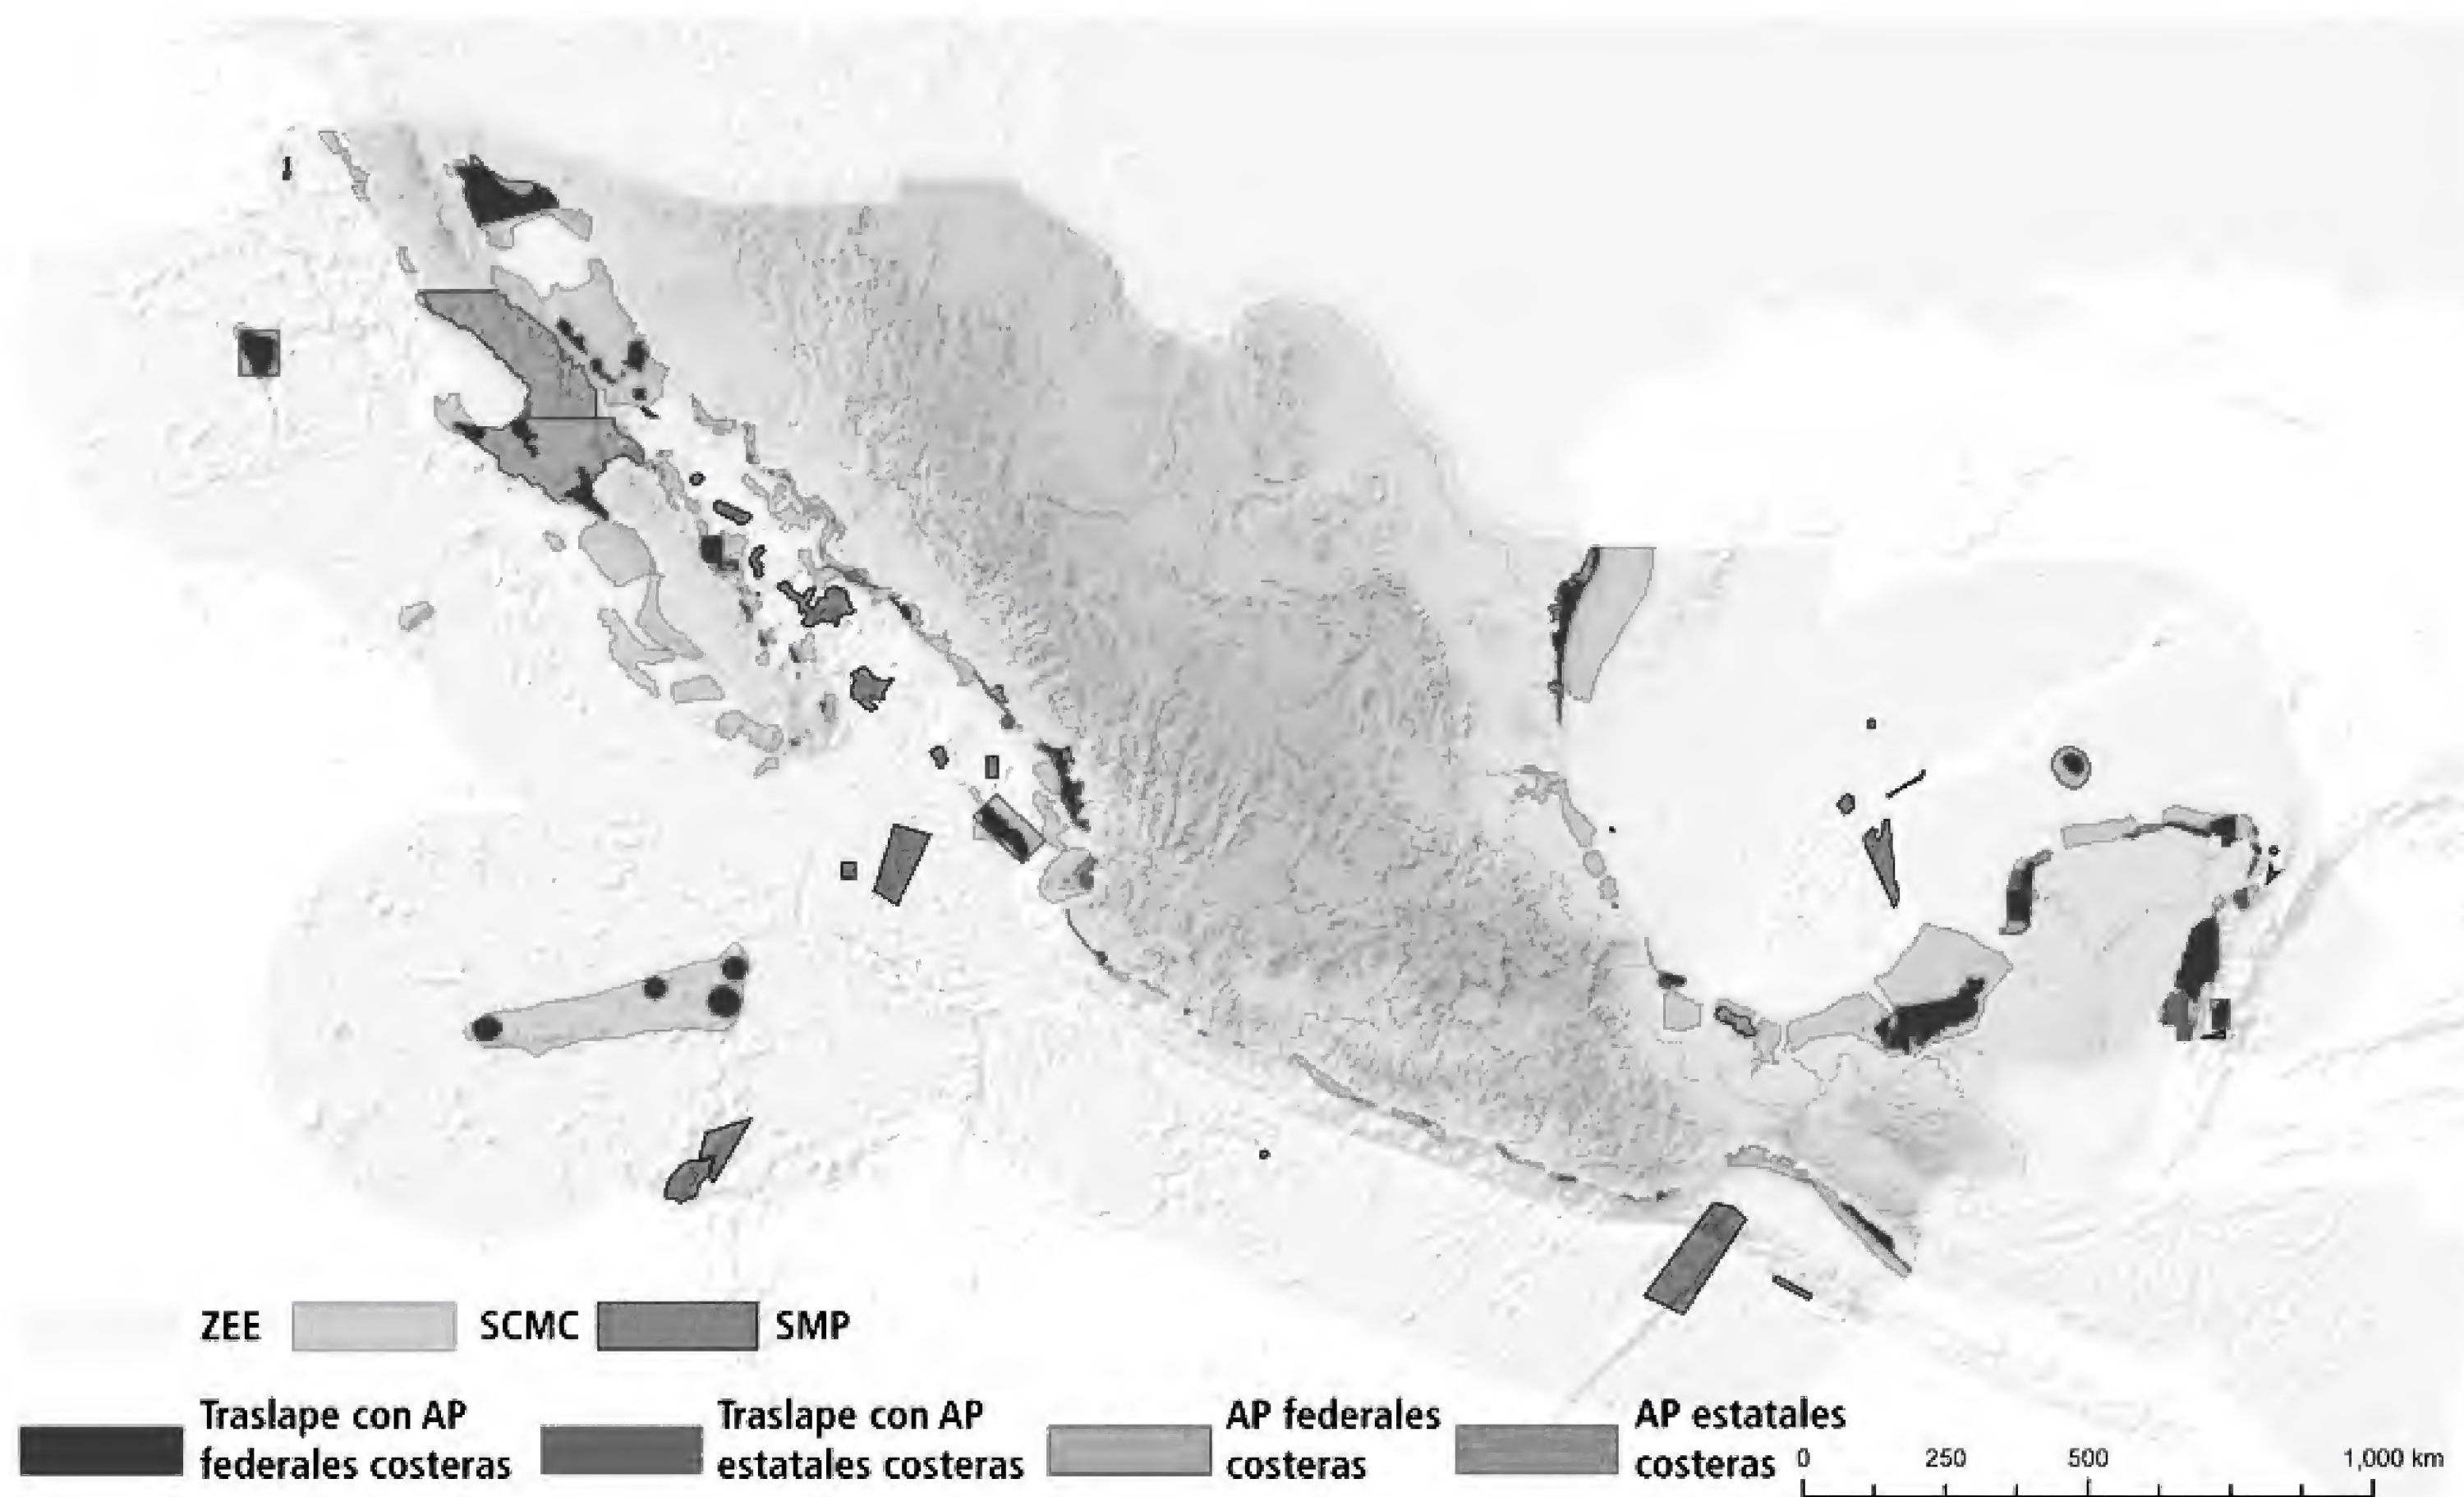 ZEE SCMC SMP
Traslape con AP
federales costeras
Traslape con AP
estatales costeras
AP federales
costeras
AP estatales
costeras
0 250 500 1,000 km